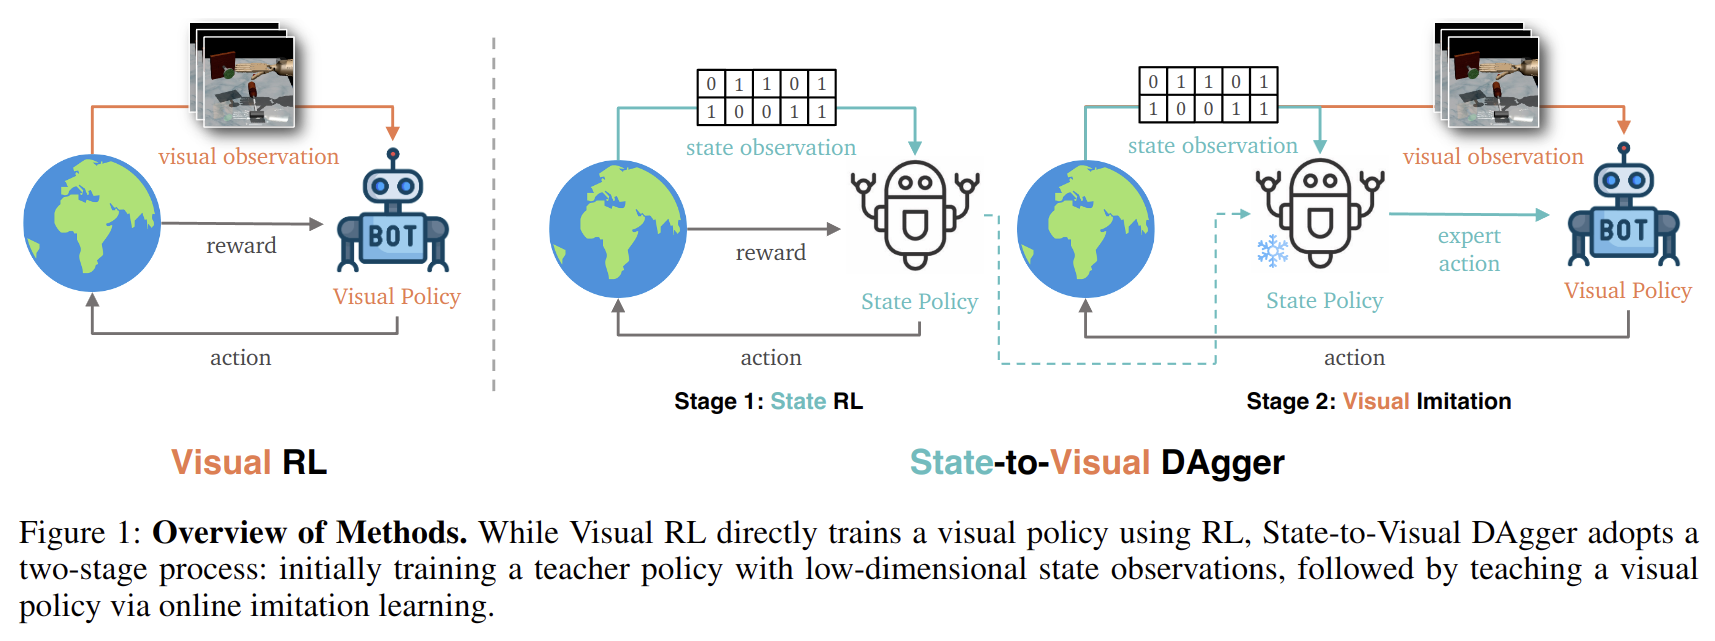 visual observation
reward
BOT
Visual Policy
action
Visual RL
0 1 1 0 1
1 0 0 1 1
state observation
reward
State Policy
action
Stage 1: State RL
0 1 1 0 1
1 0 0 1 1
state observation
visual observation
expert
action
BOT
State Policy
Visual Policy
action
Stage 2: Visual Imitation
State-to-Visual DAgger
Figure 1: Overview of Methods. While Visual RL directly trains a visual policy using RL, State-to-Visual DAgger adopts a
two-stage process: initially training a teacher policy with low-dimensional state observations, followed by teaching a visual
policy via online imitation learning.